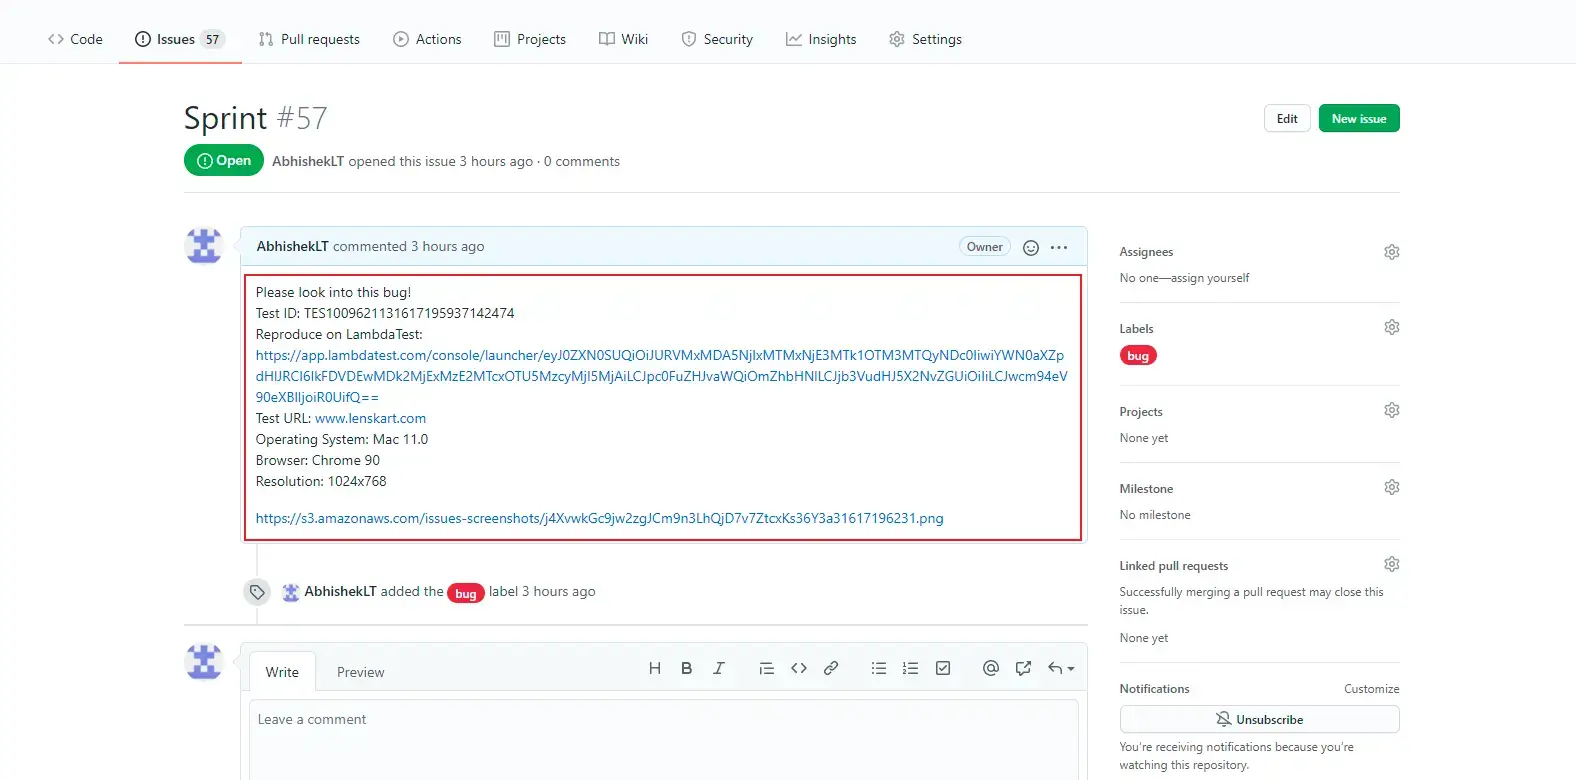 Code Issues 57 Pull requests Actions Projects Wiki Security Insights Settings
Sprint #57
Edit New issue
Open AbhishekLT opened this issue 3 hours ago · 0 comments
AbhishekLT commented 3 hours ago Owner
Please look into this bug!
Test ID: TES1009621131617195937142474
Reproduce on LambdaTest:
https://app.lambdatest.com/console/launcher/eyJ0ZXN0SUQiOiJURVMxMDA5NjIxMTMxNjE3MTk1OTM3MTQyNDc0IiwiYWN0aXZp
dHlJRCI6IkFDVDEwMDk2MjExMzE2MTcxOTU5MzcyMjI5MjAiLCJpc0FuZHJvaWQiOmZhbHNlLCJjb3VudHJ5X2NvZGUiOiIiLCJwcm94eV
90eXBlIjoiR0UifQ==
Test URL: www.lenskart.com
Operating System: Mac 11.0
Browser: Chrome 90
Resolution: 1024x768
https://s3.amazonaws.com/issues-screenshots/j4XvwkGc9jw2zgJCm9n3LhQjD7v7ZtcxKs36Y3a31617196231.png
AbhishekLT added the bug label 3 hours ago
Write Preview
Leave a comment
Assignees
No one—assign yourself
Labels
bug
Projects
None yet
Milestone
No milestone
Linked pull requests
Successfully merging a pull request may close this
issue.
None yet
Notifications Customize
Unsubscribe
You're receiving notifications because you're
watching this repository.